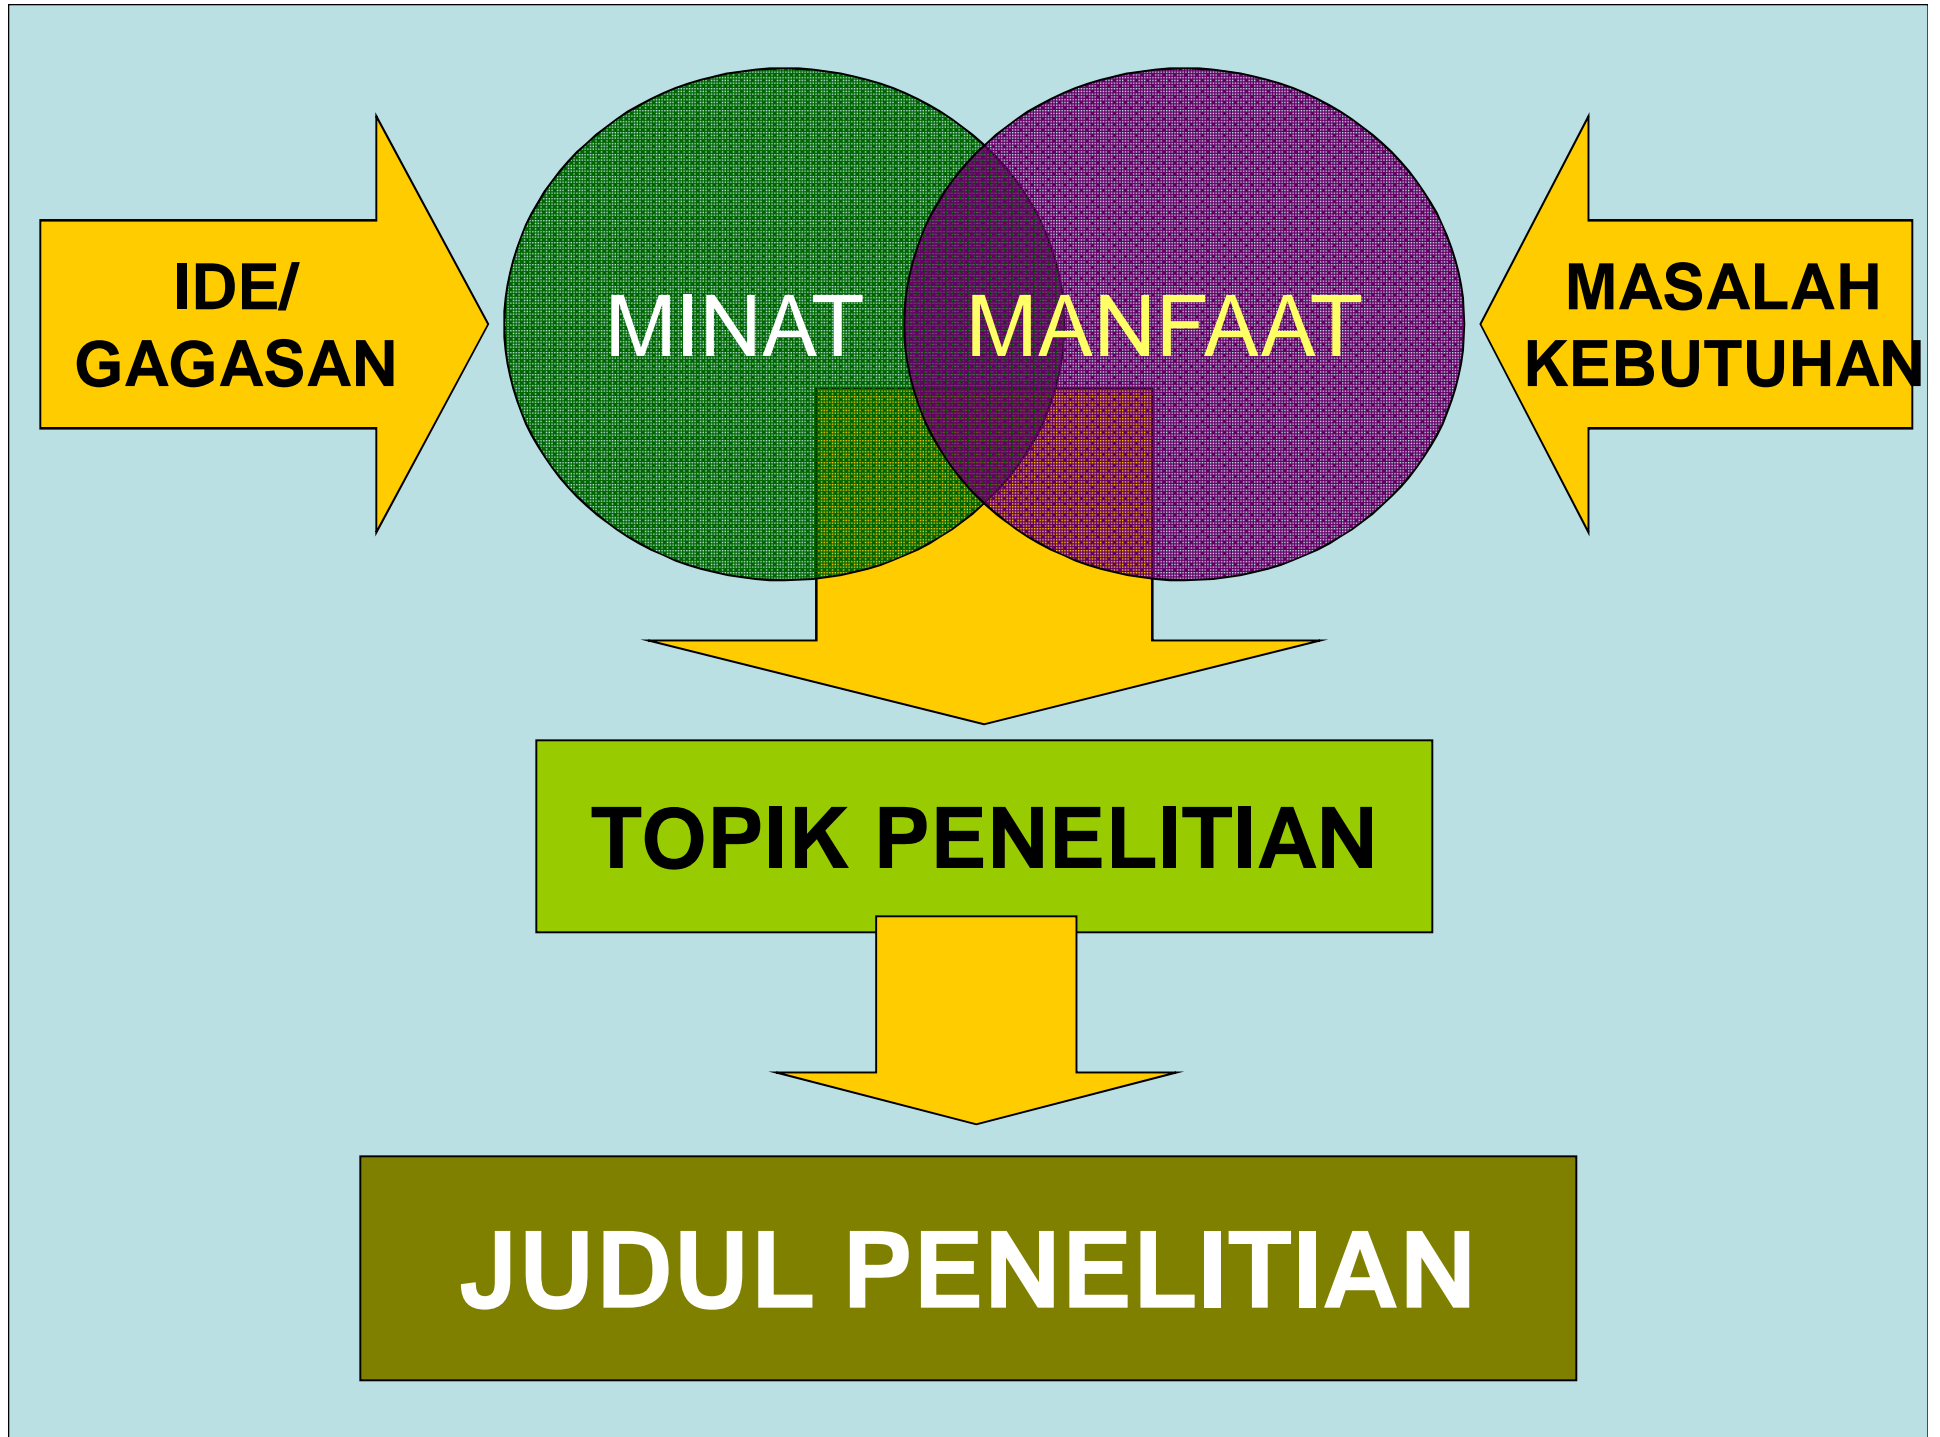 IDE/
GAGASAN
MINAT
MANFAAT
MASALAH
KEBUTUHAN
TOPIK PENELITIAN
JUDUL PENELITIAN